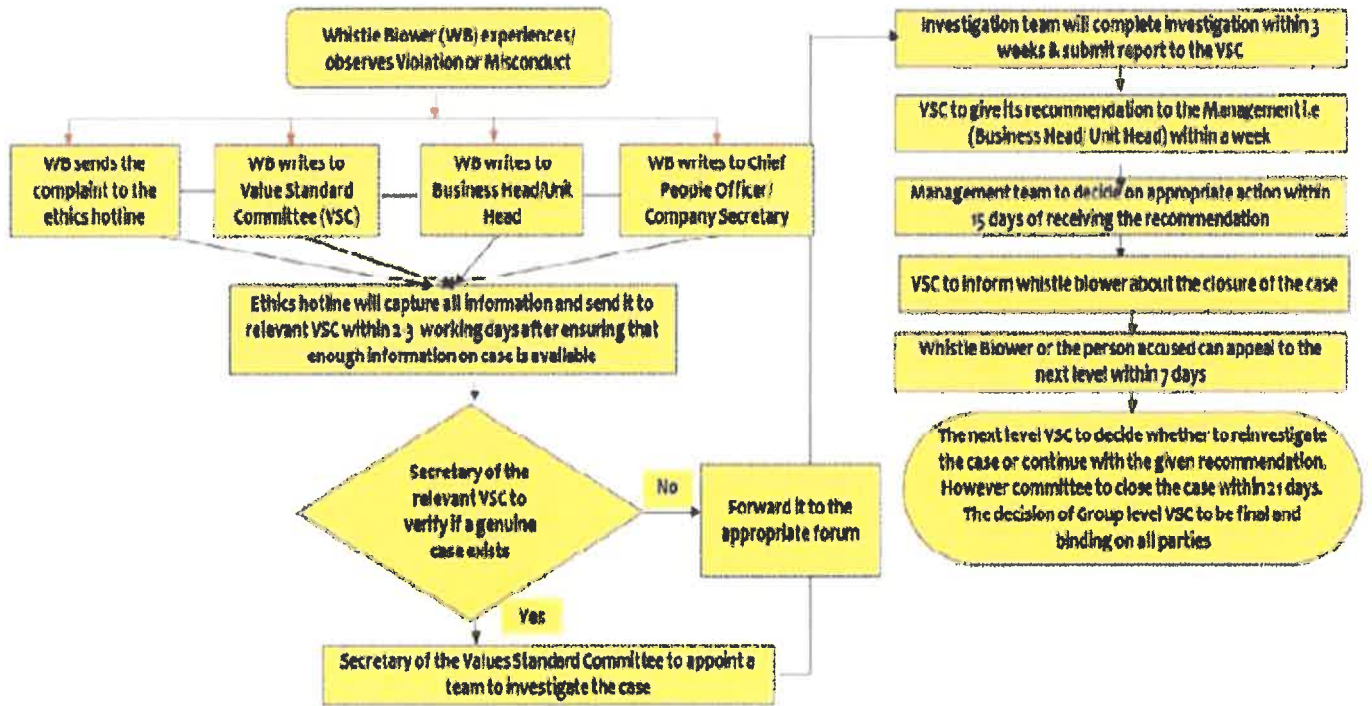 Whistle Blower (WB) experiences/
observes Violation or Misconduct
WB sends the
complaint to the
ethics hotline
WB writes to
Value Standard
Committee (VSC)
WB writes to
Business Head/Unit
Head
WB writes to Chief
People Officer/
Company Secretary
Ethics hotline will capture all information and send it to
relevant VSC within 2-3 working days after ensuring that
enough information on case is available
Secretary of the
relevant VSC to
verify if a genuine
case exists
No
Forward it to the
appropriate forum
Yes
Secretary of the Values Standard Committee to appoint a
team to investigate the case
Investigation team will complete investigation within 3
weeks & submit report to the VSC
VSC to give its recommendation to the Management i.e
(Business Head/ Unit Head) within a week
Management team to decide on appropriate action within
15 days of receiving the recommendation
VSC to inform whistle blower about the closure of the case
Whistle Blower or the person accused can appeal to the
next level within 7 days
The next level VSC to decide whether to reinvestigate
the case or continue with the given recommendation.
However committee to close the case within 21 days.
The decision of Group level VSC to be final and
binding on all parties